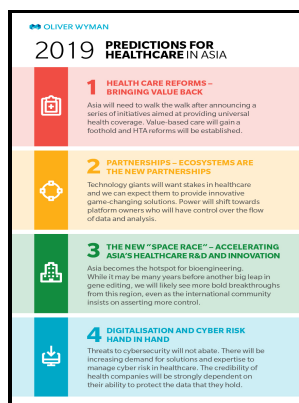 OLIVER WYMAN
2019 PREDICTIONS FOR
HEALTHCARE IN ASIA
1 HEALTH CARE REFORMS –
BRINGING VALUE BACK
Asia will need to walk the walk after announcing a
series of initiatives aimed at providing universal
health coverage. Value-based care will gain a
foothold and HTA reforms will be established.
2 PARTNERSHIPS – ECOSYSTEMS ARE
THE NEW PARTNERSHIPS
Technology giants will want stakes in healthcare
and we can expect them to provide innovative
game-changing solutions. Power will shift towards
platform owners who will have control over the flow
of data and analysis.
3 THE NEW “SPACE RACE” – ACCELERATING
ASIA'S HEALTHCARE R&D AND INNOVATION
Asia becomes the hotspot for bioengineering.
While it may be many years before another big leap in
gene editing, we will likely see more bold breakthroughs
from this region, even as the international community
insists on asserting more control.
4 DIGITALISATION AND CYBER RISK
HAND IN HAND
Threats to cybersecurity will not abate. There will be
increasing demand for solutions and expertise to
manage cyber risk in healthcare. The credibility of
health companies will be strongly dependent on
their ability to protect the data that they hold.